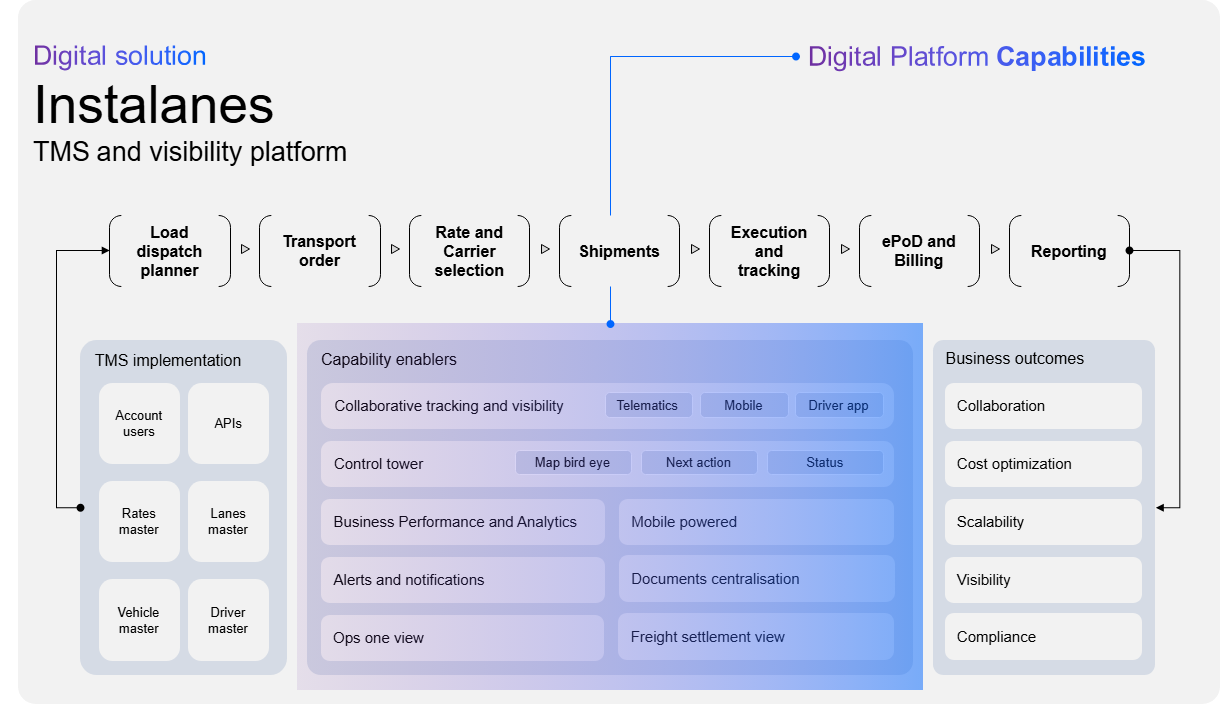 Digital solution
Digital Platform Capabilities
Instalanes
TMS and visibility platform
Load
dispatch
planner
Transport
order
Rate and
Carrier
selection
Shipments
Execution
and
tracking
ePoD and
Billing
Reporting
TMS implementation
Account
users
APIs
Rates
master
Lanes
master
Vehicle
master
Driver
master
Capability enablers
Collaborative tracking and visibility
Telematics
Mobile
Driver app
Control tower
Map bird eye
Next action
Status
Business Performance and Analytics
Mobile powered
Alerts and notifications
Documents centralisation
Ops one view
Freight settlement view
Business outcomes
Collaboration
Cost optimization
Scalability
Visibility
Compliance